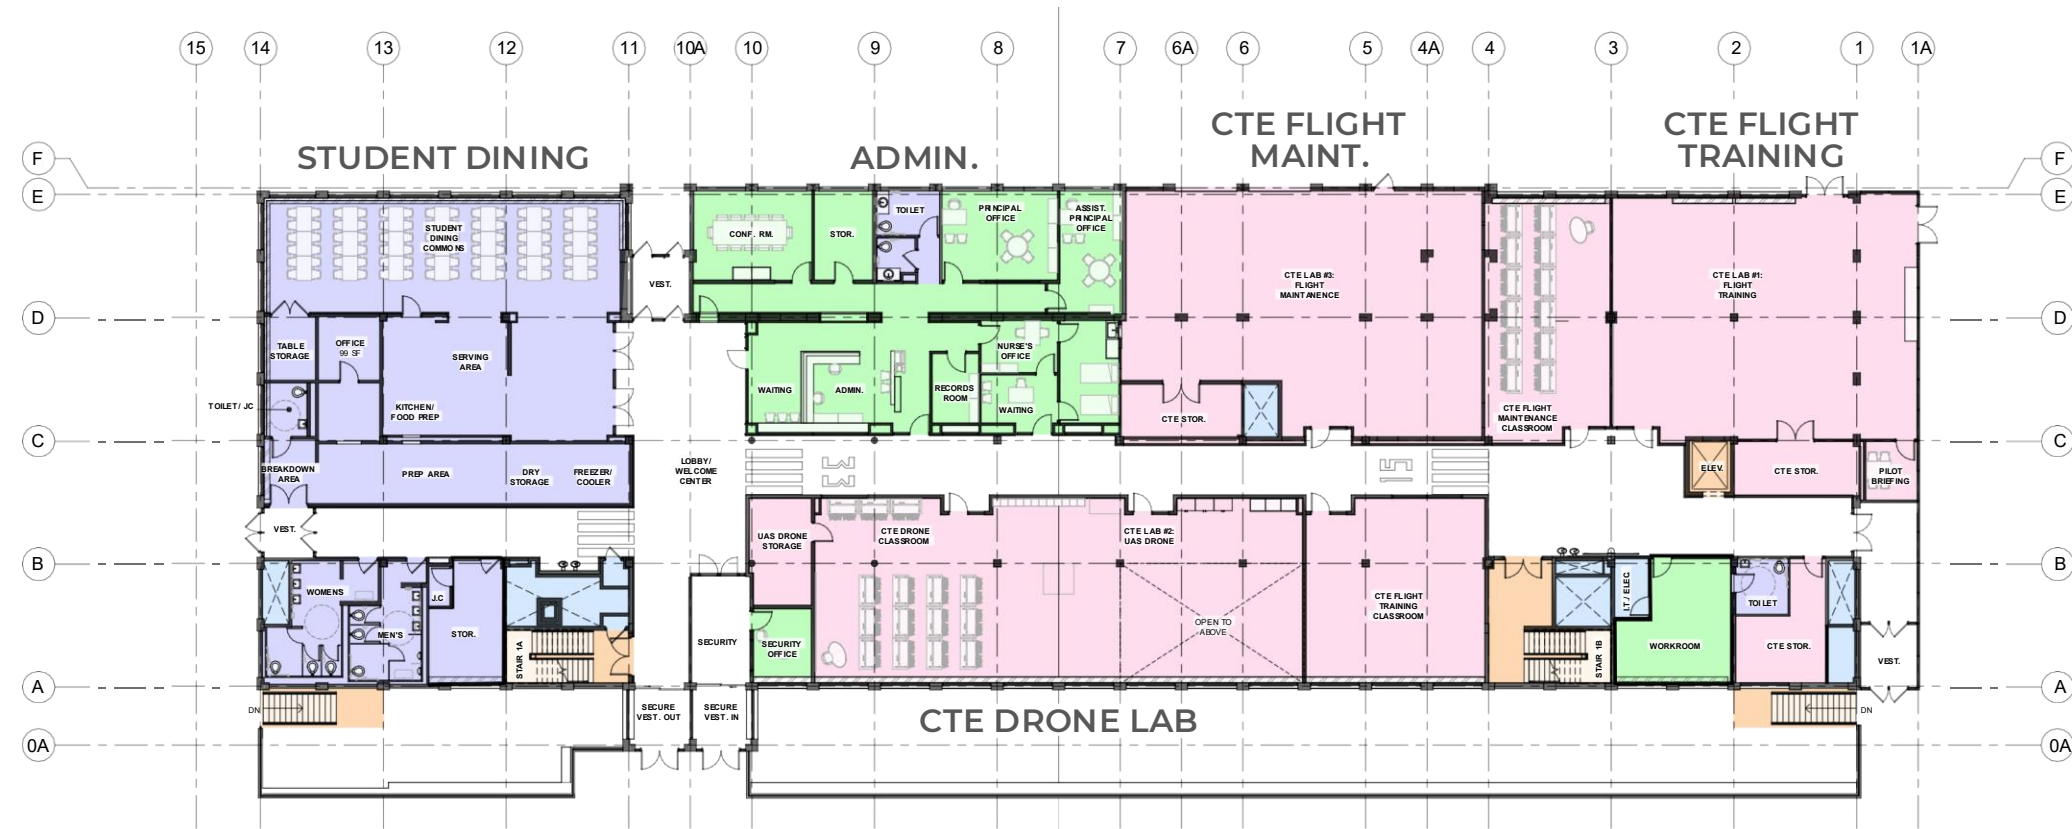 15
14
13
12
11
10A
10
9
8
7
6A
6
5
4A
4
3
2
1
1A
STUDENT DINING
ADMIN.
CTE FLIGHT
MAINT.
CTE FLIGHT
TRAINING
F
F
E
E
STUDENT
DINING
COMMONS
CONF. RM.
STOR.
TOILET
PRINCIPAL
OFFICE
ASSIST.
PRINCIPAL
OFFICE
VEST.
CTE LAB #3:
FLIGHT
MAINTANENCE
CTE LAB #1:
FLIGHT
TRAINING
D
D
TABLE
STORAGE
OFFICE
99 SF
SERVING
AREA
NURSE'S
OFFICE
WAITING
ADMIN.
RECORDS
ROOM
WAITING
TOILET/ JC
KITCHEN/
FOOD PREP
CTE STOR.
CTE FLIGHT
MAINTENANCE
CLASSROOM
C
C
BREAKDOWN
AREA
PREP AREA
DRY
STORAGE
FREEZER/
COOLER
LOBBY/
WELCOME
CENTER
ELEV.
CTE STOR.
PILOT
BRIEFING
VEST.
UAS DRONE
STORAGE
CTE DRONE
CLASSROOM
CTE LAB #2:
UAS DRONE
B
B
WOMENS
J.C
MEN'S
STOR.
STAIR 1A
SECURITY
SECURITY
OFFICE
OPEN TO
ABOVE
CTE FLIGHT
TRAINING
CLASSROOM
STAIR 1B
I.T / ELEC.
WORKROOM
TOILET
CTE STOR.
VEST.
A
A
DN
SECURE
VEST. OUT
SECURE
VEST. IN
CTE DRONE LAB
DN
0A
0A